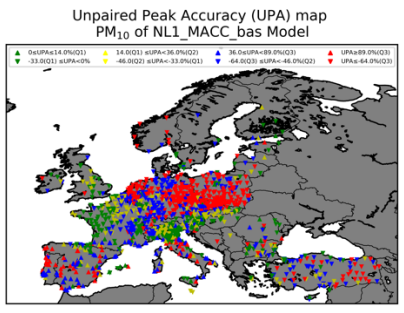 Unpaired Peak Accuracy (UPA) map
PM₁₀ of NL1_MACC_bas Model
0≤UPA≤14.0%(Q1) 14.0(Q1) ≤UPA<36.0%(Q2) 36.0≤UPA<89.0%(Q3) UPA≥89.0%(Q3)
-33.0(Q1) ≤UPA<0% -46.0(Q2) ≤UPA<-33.0%(Q1) -64.0(Q3) ≤UPA<-46.0%(Q2) UPA≤-64.0%(Q3)